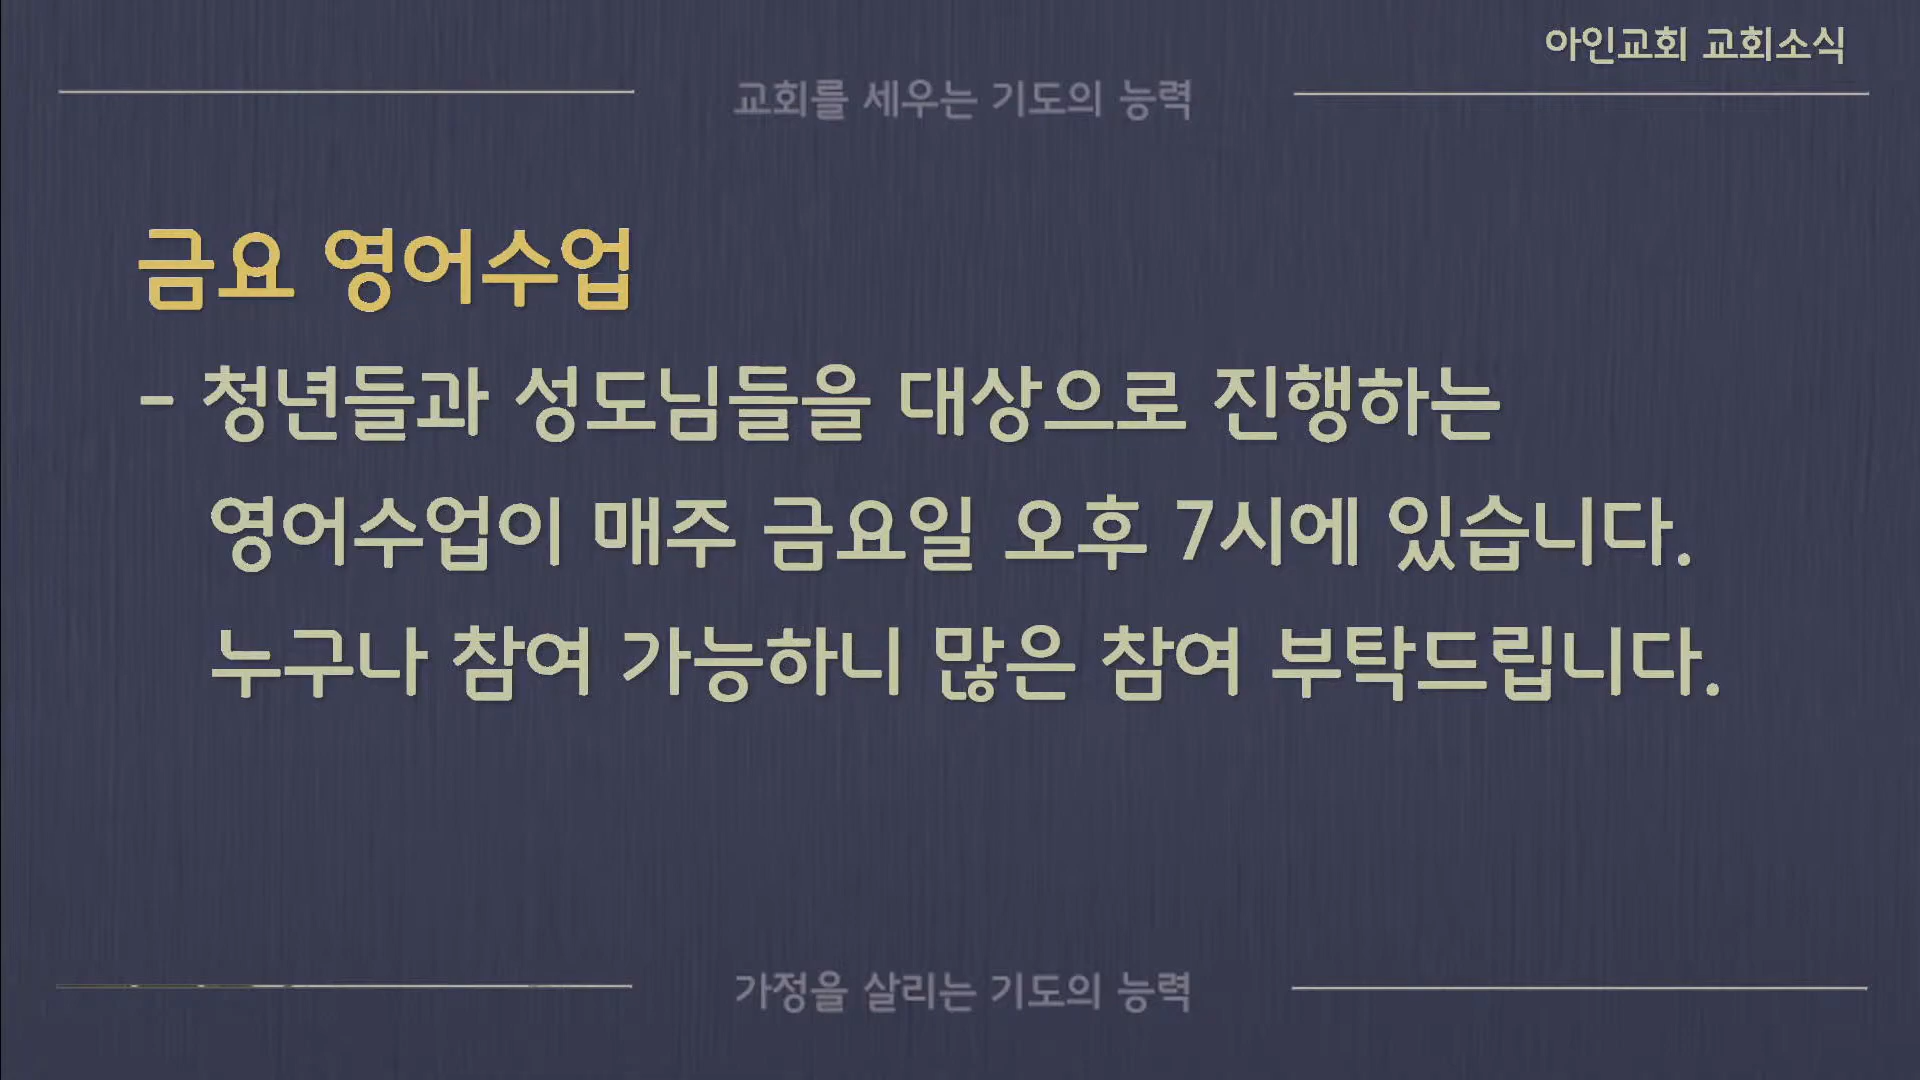 아인교회 교회소식
교회를 세우는 기도의 능력
금요 영어수업
- 청년들과 성도님들을 대상으로 진행하는
영어수업이 매주 금요일 오후 7시에 있습니다.
누구나 참여 가능하니 많은 참여 부탁드립니다.
가정을 살리는 기도의 능력